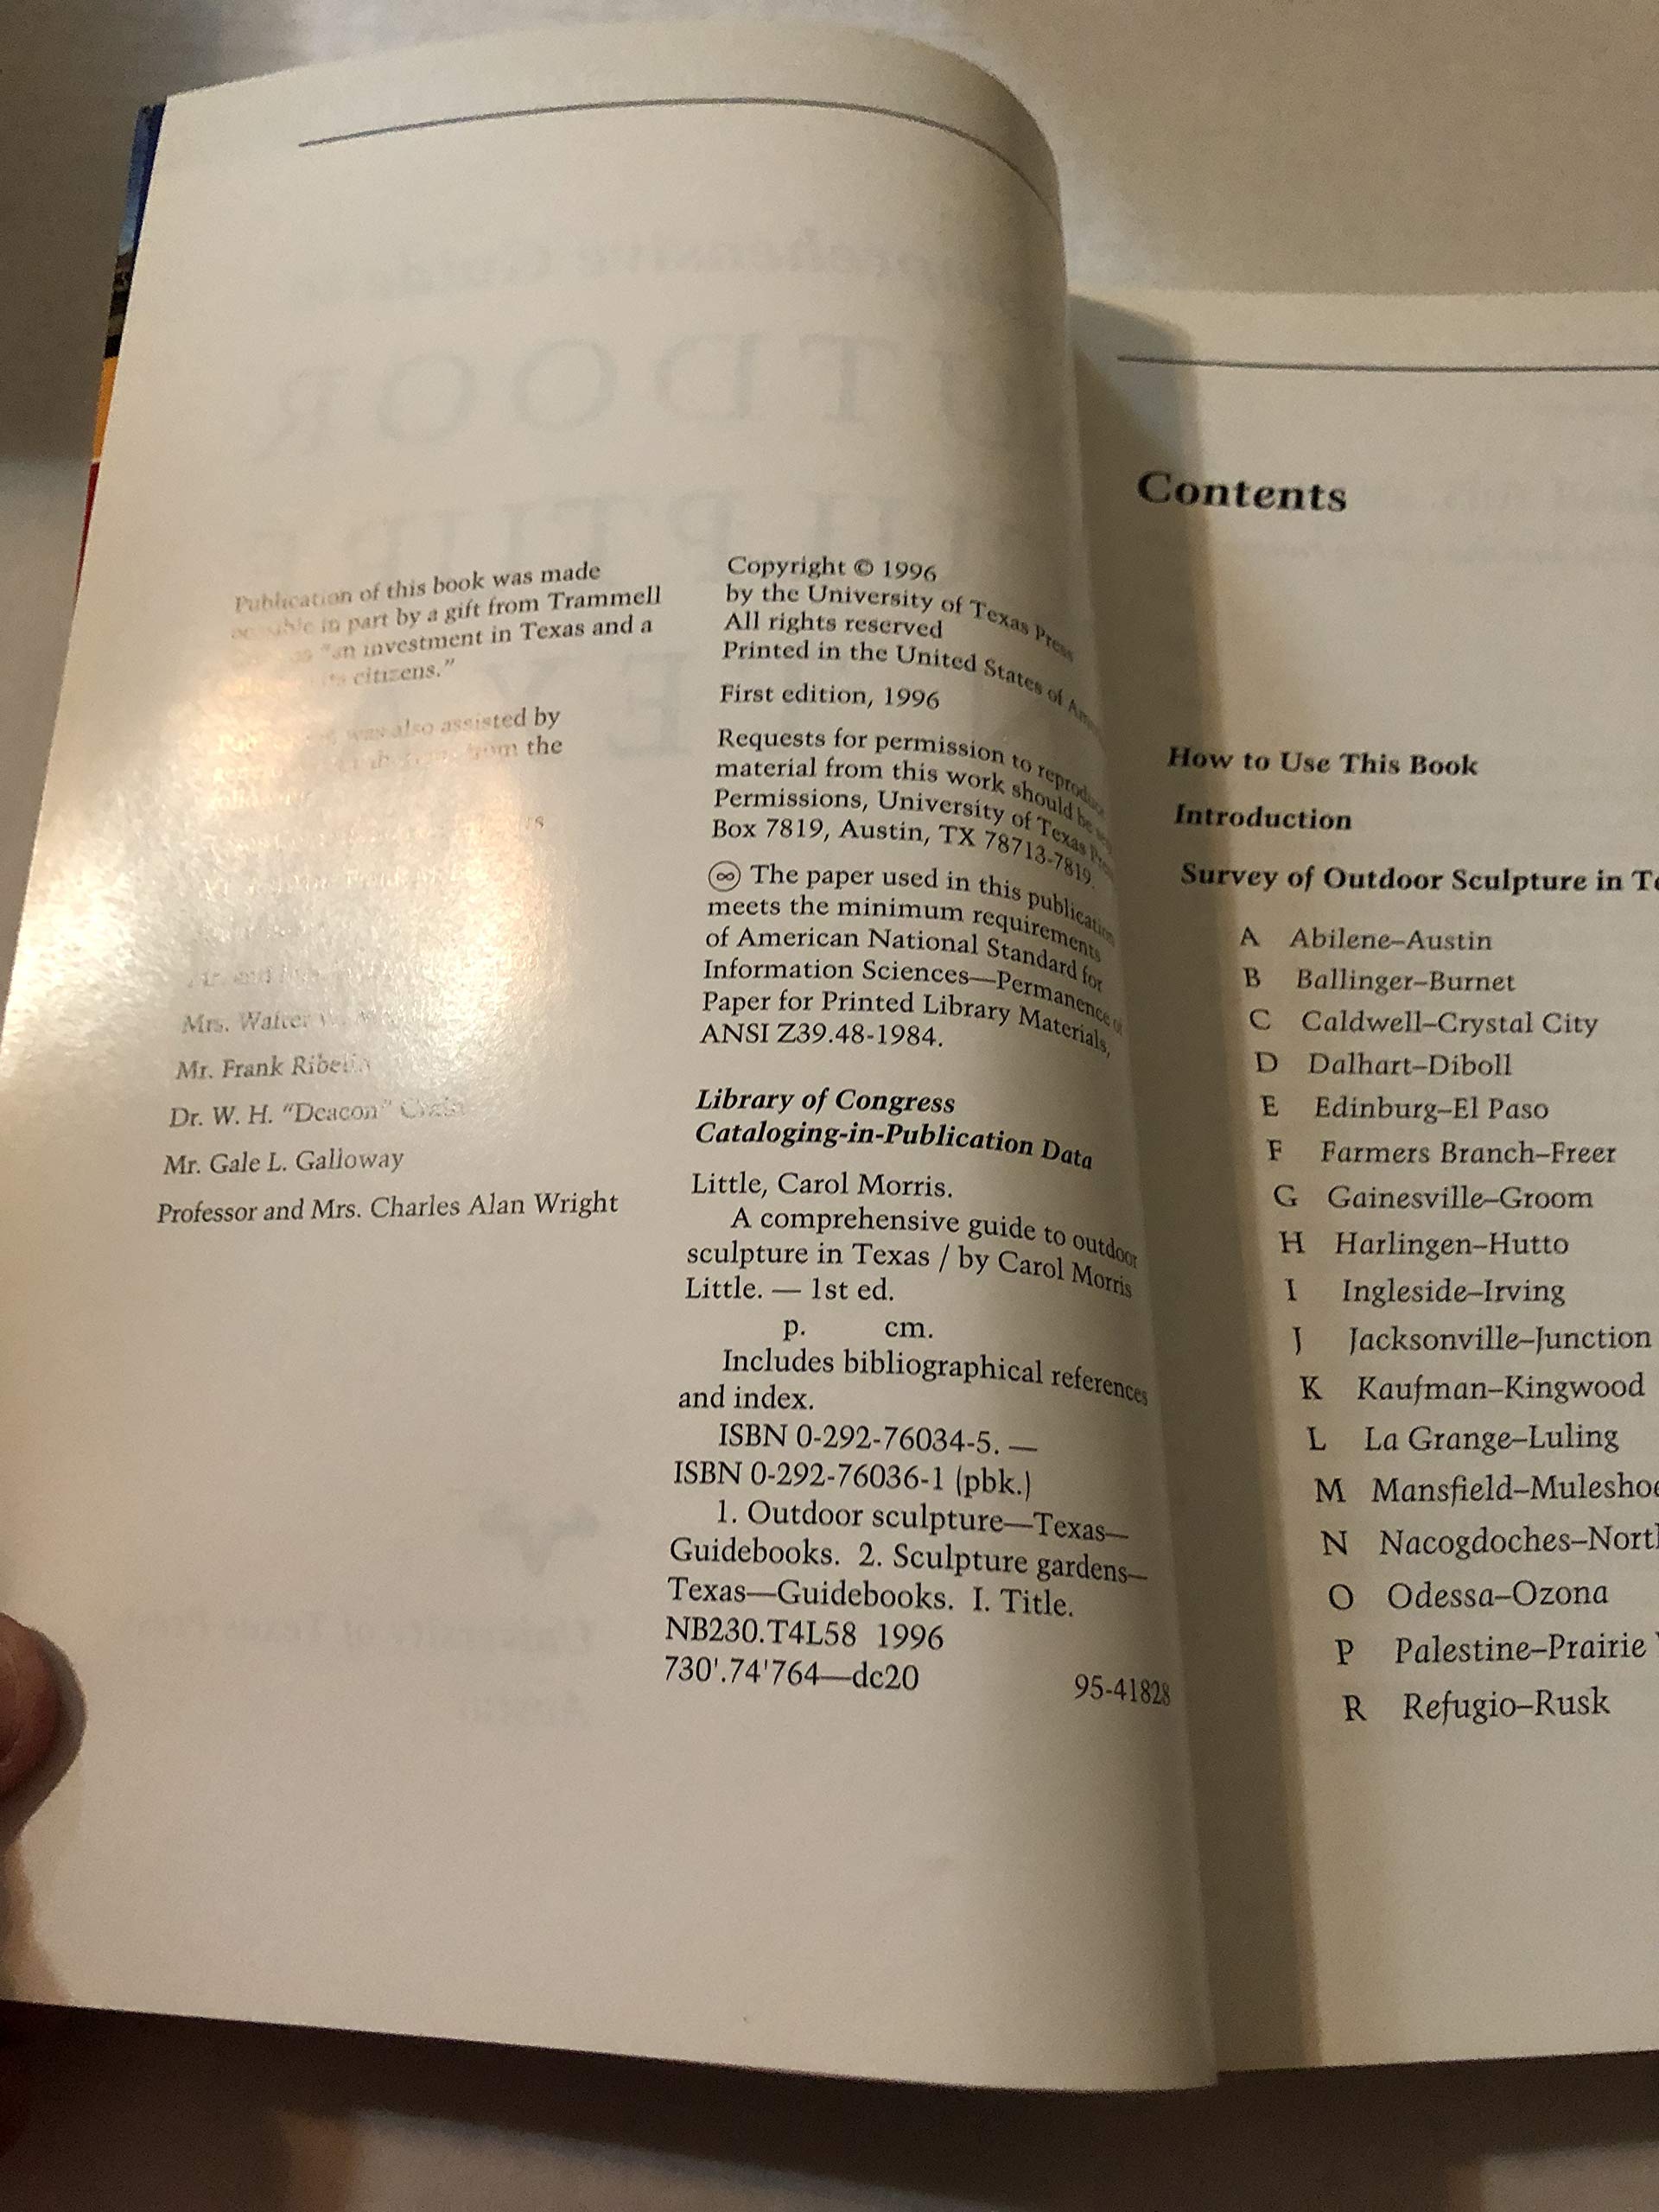 Publication of this book was made
in part by a gift from Trammell
"an investment in Texas and a
its citizens."
was also assisted by
from the
Mrs. Walter
Mr. Frank
Dr. W. H. "Deacon" Crain
Mr. Gale L. Galloway
Professor and Mrs. Charles Alan Wright
Copyright © 1996
by the University of Texas Press
All rights reserved
Printed in the United States of
First edition, 1996
Requests for permission to reproduce
material from this work should be
Permissions, University of Texas
Box 7819, Austin, TX 78713-7819.
∞ The paper used in this publication
meets the minimum requirements
of American National Standard for
Information Sciences—Permanence of
Paper for Printed Library Materials,
ANSI Z39.48-1984.
Library of Congress
Cataloging-in-Publication Data
Little, Carol Morris.
A comprehensive guide to outdoor
sculpture in Texas / by Carol Morris
Little. — 1st ed.
p. cm.
Includes bibliographical references
and index.
ISBN 0-292-76034-5. —
ISBN 0-292-76036-1 (pbk.)
1. Outdoor sculpture—Texas—
Guidebooks. 2. Sculpture gardens—
Texas—Guidebooks. I. Title.
NB230.T4L58 1996
730'.74'764—dc20 95-41828
Contents
How to Use This Book
Introduction
Survey of Outdoor Sculpture in
A Abilene–Austin
B Ballinger–Burnet
C Caldwell–Crystal City
D Dalhart–Diboll
E Edinburg–El Paso
F Farmers Branch–Freer
G Gainesville–Groom
H Harlingen–Hutto
I Ingleside–Irving
J Jacksonville–Junction
K Kaufman–Kingwood
L La Grange–Luling
M Mansfield–Muleshoe
N Nacogdoches–North
O Odessa–Ozona
P Palestine–Prairie
R Refugio–Rusk